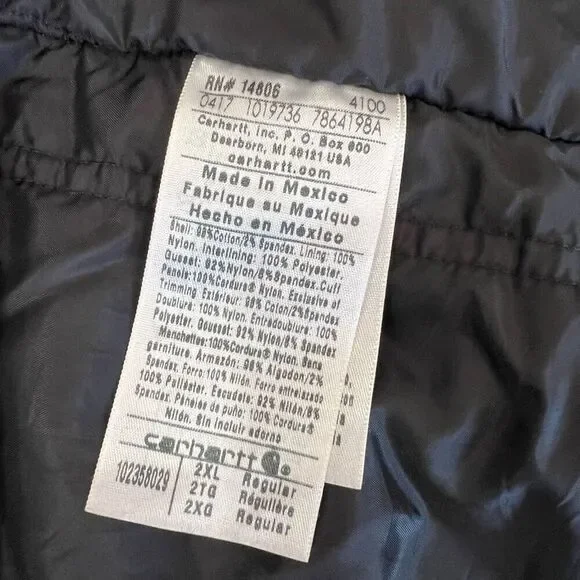 RN# 14806 4100
0417 1019736 7864198A
Carhartt, Inc. P. O. Box 600
Dearborn, MI 48121 USA
carhartt.com
Made in Mexico
Fabriqué au Mexique
Hecho en México
Shell: 98%Cotton/2% Spandex. Lining: 100%
Nylon. Interlining: 100% Polyester.
Gusset: 92%Nylon/8%Spandex.Cuff
Panels:100%Cordura® Nylon. Exclusive of
Trimming Extérieur: 98% Coton/2%Spandex
Doublure: 100% Nylon. Entredoublure: 100%
Polyester. Gousset: 92% Nylon/8% Spandex
Manchettes:100%Cordura® Nylon. Sans
garniture. Armazón: 98% Algodon/2%
Spandex. Forro:100% Nilón. Forro entrelazado
100% Poliester. Escudete: 92% Nilón/8%
Spandex. Páneles de puño: 100% Cordura®
Nilón. Sin incluir adorno
carhartt
102358029 2XL Regular
2TG Régulière
2XG Regular